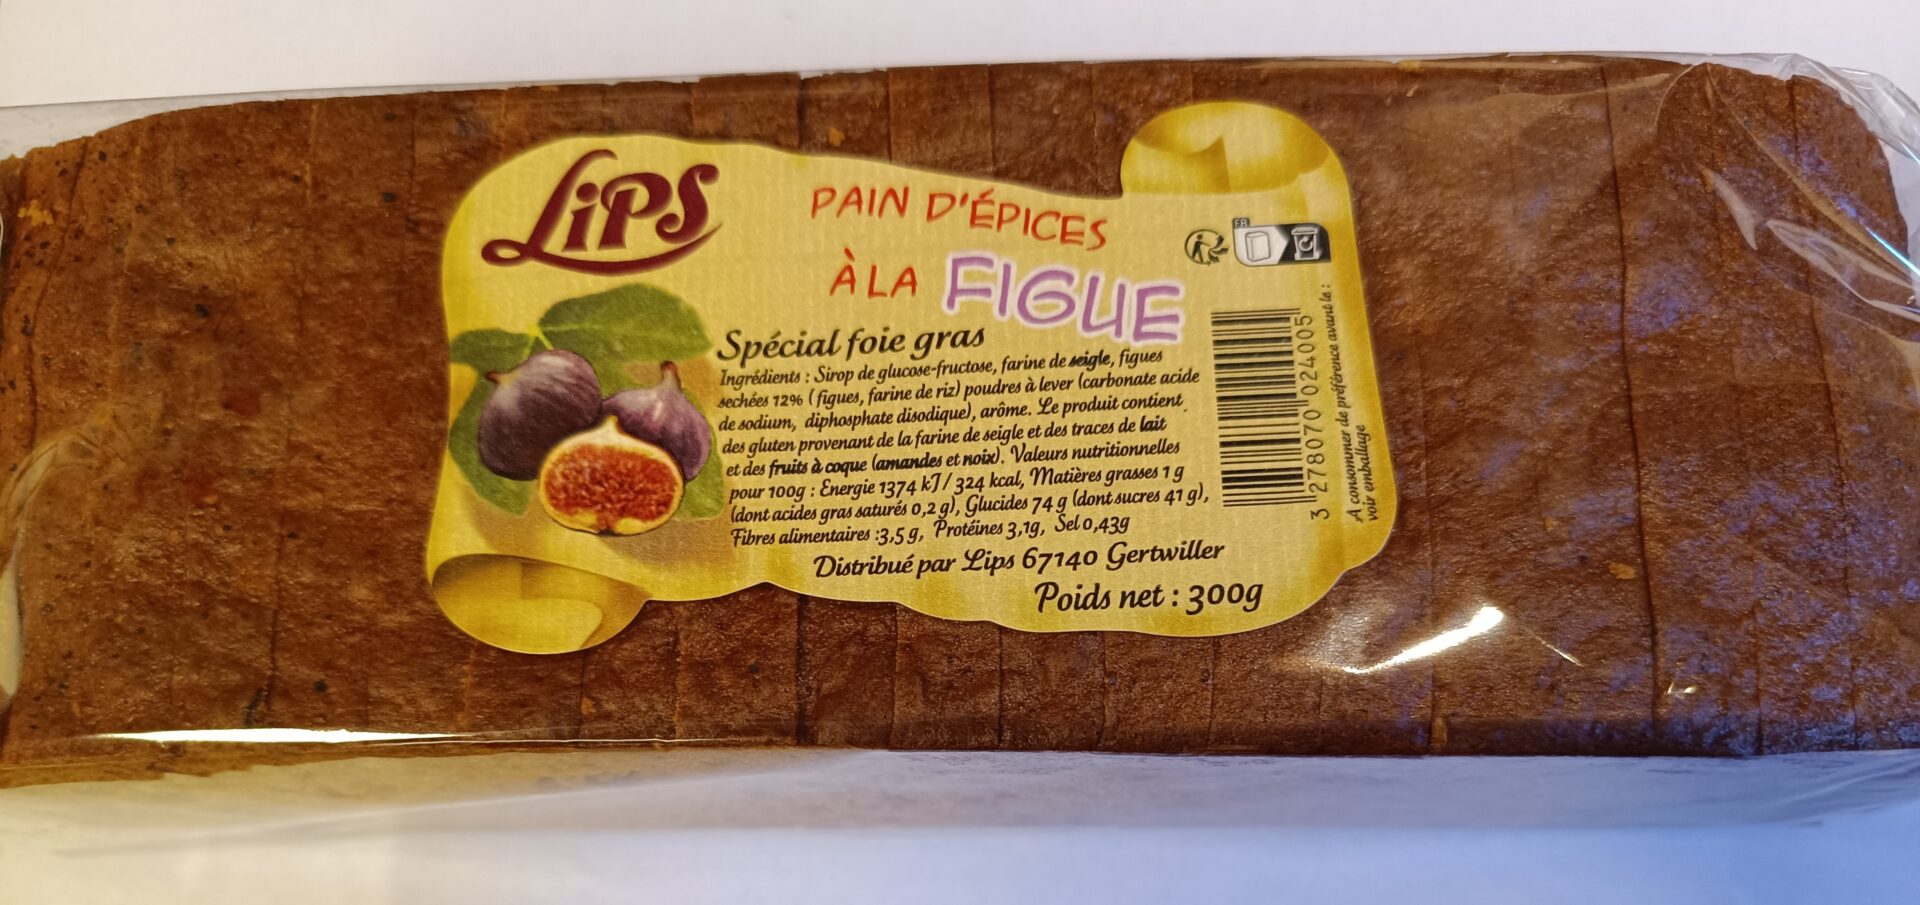 LiPS
PAIN D'ÉPICES
À LA FIGUE
Spécial foie gras
Ingrédients : Sirop de glucose-fructose, farine de seigle, figues
sechées 12% ( figues, farine de riz) poudres à lever (carbonate acide
de sodium, diphosphate disodique), arôme. Le produit contient
des gluten provenant de la farine de seigle et des traces de lait
et des fruits à coque (amandes et noix). Valeurs nutritionnelles
pour 100g : Energie 1374 kJ / 324 kcal, Matières grasses 1 g
(dont acides gras saturés 0,2 g), Glucides 74 g (dont sucres 41 g),
Fibres alimentaires :3,5 g, Protéines 3,1g, Sel 0,43g
Distribué par Lips 67140 Gertwiller
Poids net : 300g
FR
3 278070 024005
A consommer de préférence avant le :
voir emballage